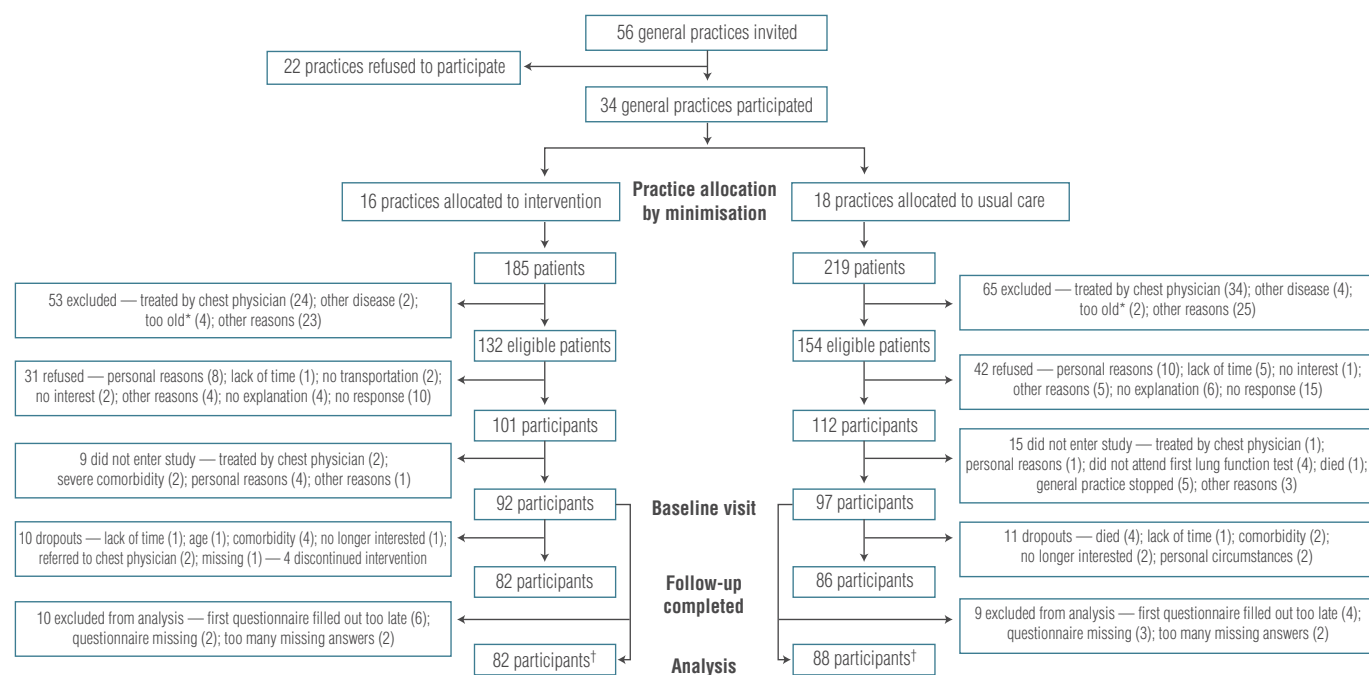 56 general practices invited
22 practices refused to participate
34 general practices participated
Practice allocation
by minimisation
16 practices allocated to intervention
18 practices allocated to usual care
185 patients
219 patients
53 excluded — treated by chest physician (24); other disease (2);
too old* (4); other reasons (23)
65 excluded — treated by chest physician (34); other disease (4);
too old* (2); other reasons (25)
132 eligible patients
154 eligible patients
31 refused — personal reasons (8); lack of time (1); no transportation (2);
no interest (2); other reasons (4); no explanation (4); no response (10)
42 refused — personal reasons (10); lack of time (5); no interest (1);
other reasons (5); no explanation (6); no response (15)
101 participants
112 participants
9 did not enter study — treated by chest physician (2);
severe comorbidity (2); personal reasons (4); other reasons (1)
15 did not enter study — treated by chest physician (1);
personal reasons (1); did not attend first lung function test (4); died (1);
general practice stopped (5); other reasons (3)
92 participants
Baseline visit
97 participants
10 dropouts — lack of time (1); age (1); comorbidity (4); no longer interested (1);
referred to chest physician (2); missing (1) — 4 discontinued intervention
11 dropouts — died (4); lack of time (1); comorbidity (2);
no longer interested (2); personal circumstances (2)
82 participants
Follow-up
completed
86 participants
10 excluded from analysis — first questionnaire filled out too late (6);
questionnaire missing (2); too many missing answers (2)
9 excluded from analysis — first questionnaire filled out too late (4);
questionnaire missing (3); too many missing answers (2)
82 participants†
Analysis
88 participants†